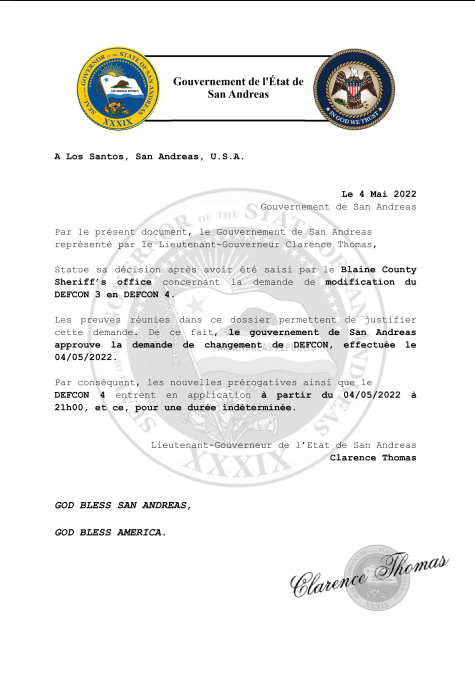 SEAL OF GOVERNOR OF THE STATE OF SAN ANDREAS
XXXIX
Gouvernement de l'État de
San Andreas
IN GOD WE TRUST
A Los Santos, San Andreas, U.S.A.
Le 4 Mai 2022
Gouvernement de San Andreas
Par le présent document, le Gouvernement de San Andreas
représenté par le Lieutenant-Gouverneur Clarence Thomas,
Statue sa décision après avoir été saisi par le Blaine County
Sheriff's office concernant la demande de modification du
DEFCON 3 en DEFCON 4.
Les preuves réunies dans ce dossier permettent de justifier
cette demande. De ce fait, le gouvernement de San Andreas
approuve la demande de changement de DEFCON, effectuée le
04/05/2022.
Par conséquent, les nouvelles prérogatives ainsi que le
DEFCON 4 entrent en application à partir du 04/05/2022 à
21h00, et ce, pour une durée indéterminée.
Lieutenant-Gouverneur de l'Etat de San Andreas
Clarence Thomas
XXXIX
GOD BLESS SAN ANDREAS,
GOD BLESS AMERICA.
Clarence Thomas
XXXIX